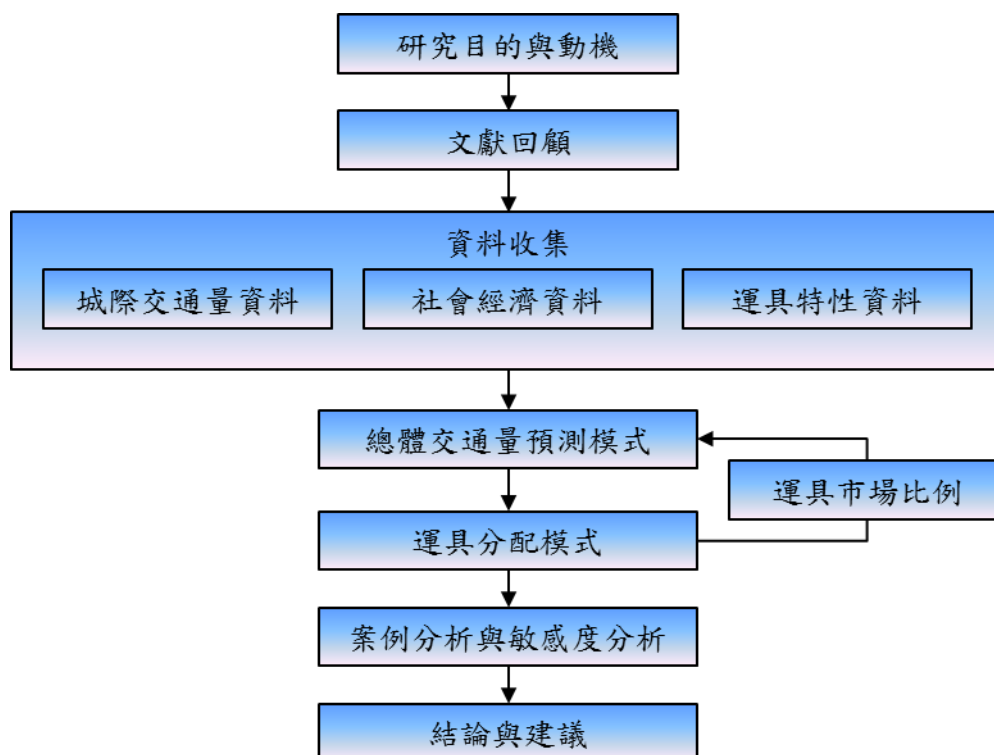 研究目的與動機
文獻回顧
資料收集
城際交通量資料
社會經濟資料
運具特性資料
總體交通量預測模式
運具市場比例
運具分配模式
案例分析與敏感度分析
結論與建議